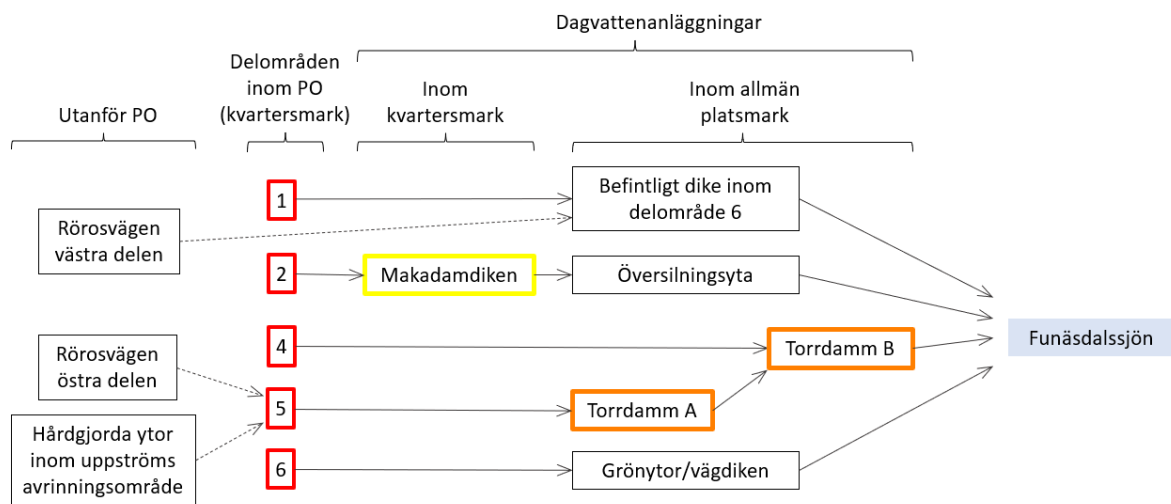 Dagvattenanläggningar
Utanför PO
Delområden
inom PO
(kvartersmark)
Inom
kvartersmark
Inom allmän
platsmark
Rörosvägen
västra delen
1
Befintligt dike inom
delområde 6
2
Makadamdiken
Översilningsyta
Rörosvägen
östra delen
4
Torrdamm B
Funäsdalssjön
Hårdgjorda ytor
inom uppströms
avrinningsområde
5
Torrdamm A
6
Grönytor/vägdiken